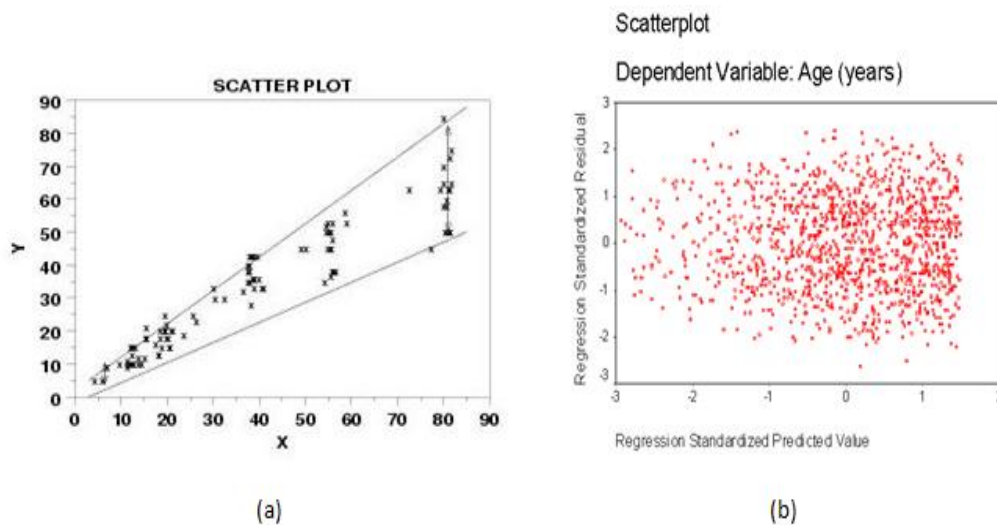 SCATTER PLOT
90
80
70
60
50
40
30
20
10
0
Y
0 10 20 30 40 50 60 70 80 90
X
(a)
Scatterplot
Dependent Variable: Age (years)
3
2
1
0
-1
-2
-3
Regression Standardized Residual
-3 -2 -1 0 1 2
Regression Standardized Predicted Value
(b)